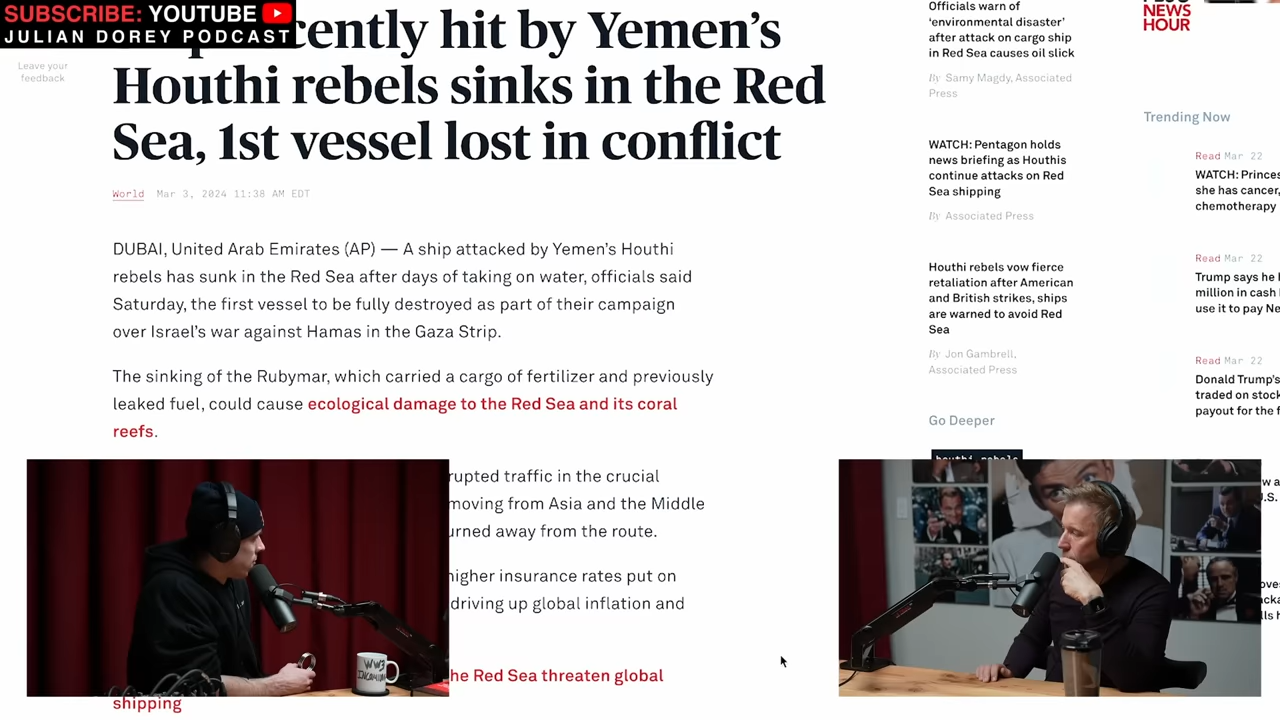 SUBSCRIBE: YOUTUBE
JULIAN DOREY PODCAST
Leave your
feedback
recently hit by Yemen’s
Houthi rebels sinks in the Red
Sea, 1st vessel lost in conflict
World Mar 3, 2024 11:38 AM EDT
DUBAI, United Arab Emirates (AP) — A ship attacked by Yemen’s Houthi
rebels has sunk in the Red Sea after days of taking on water, officials said
Saturday, the first vessel to be fully destroyed as part of their campaign
over Israel’s war against Hamas in the Gaza Strip.
The sinking of the Rubymar, which carried a cargo of fertilizer and previously
leaked fuel, could cause ecological damage to the Red Sea and its coral
reefs.
rupted traffic in the crucial
moving from Asia and the Middle
urned away from the route.
higher insurance rates put on
driving up global inflation and
he Red Sea threaten global
shipping
Officials warn of
‘environmental disaster’
after attack on cargo ship
in Red Sea causes oil slick
By Samy Magdy, Associated
Press
WATCH: Pentagon holds
news briefing as Houthis
continue attacks on Red
Sea shipping
By Associated Press
Houthi rebels vow fierce
retaliation after American
and British strikes, ships
are warned to avoid Red
Sea
By Jon Gambrell,
Associated Press
Go Deeper
houthi rebels
NEWS
HOUR
Trending Now
Read Mar 22
WATCH: Princes
she has cancer,
chemotherapy
Read Mar 22
Trump says he h
million in cash
use it to pay Ne
Read Mar 22
Donald Trump’s
traded on stock
payout for the f
WW3